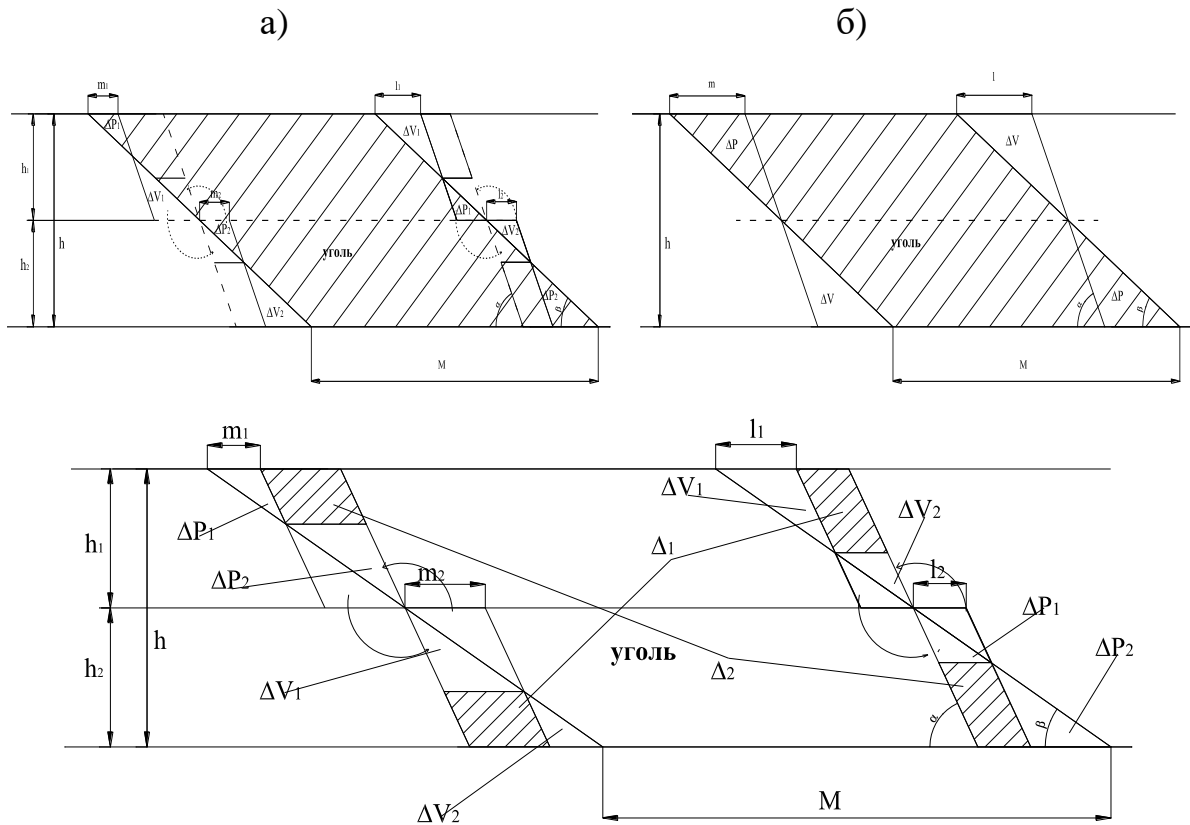 а) б)
m₁ l₁ m l
ΔP₁ ΔV₁ ΔP ΔV
h₁ ΔV₁ m₂ ΔP₁ l₂
h ΔP₂ ΔV₂ h
уголь уголь
h₂ ΔV₂ α ΔP₂ β ΔV α ΔP β
M M
m₁ l₁
ΔV₁ ΔV₂
ΔP₁ Δ₁
h₁ ΔP₂ m₂ l₂
ΔP₁
h уголь ΔP₂
h₂ ΔV₁ Δ₂
α β
M
ΔV₂